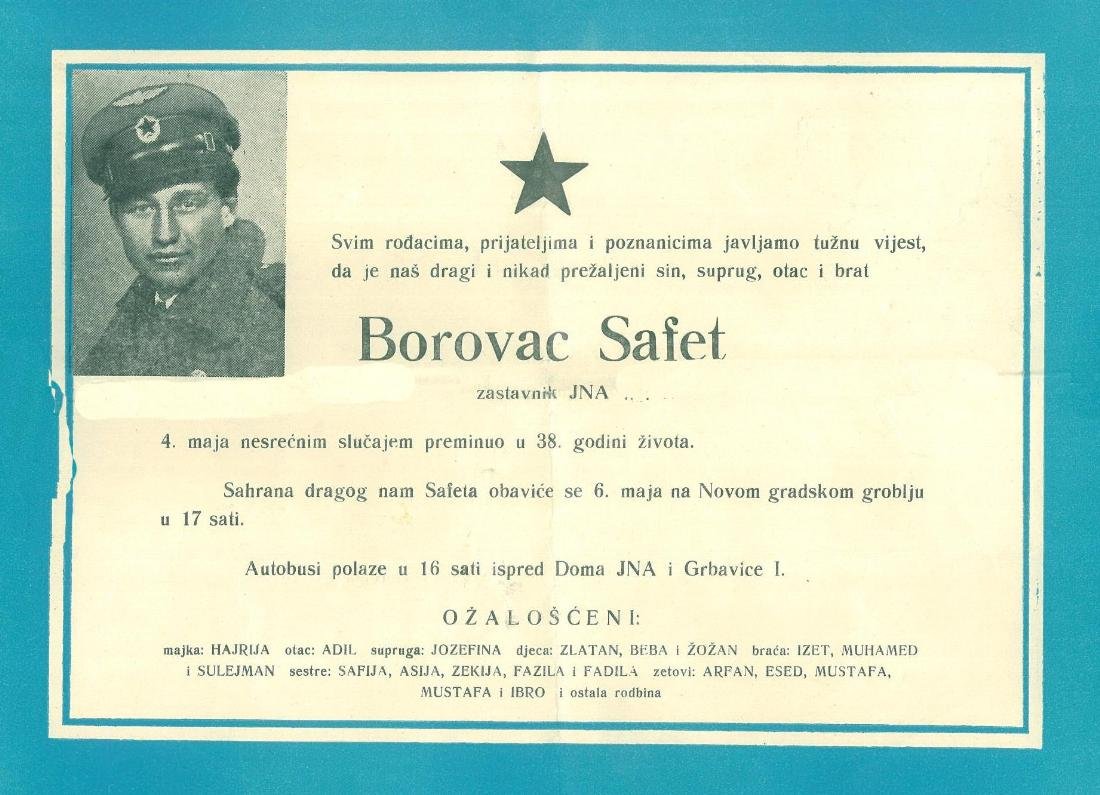 Svim rođacima, prijateljima i poznanicima javljamo tužnu vijest,
da je naš dragi i nikad prežaljeni sin, suprug, otac i brat
Borovac Safet
zastavnik JNA
4. maja nesrećnim slučajem preminuo u 38. godini života.
Sahrana dragog nam Safeta obaviće se 6. maja na Novom gradskom groblju
u 17 sati.
Autobusi polaze u 16 sati ispred Doma JNA i Grbavice I.
OŽALOŠĆENI:
majka: HAJRIJA otac: ADIL supruga: JOZEFINA djeca: ZLATAN, BEBA i ŽOŽAN braća: IZET, MUHAMED
i SULEJMAN sestre: SAFIJA, ASIJA, ZEKIJA, FAZILA i FADILA zetovi: ARFAN, ESED, MUSTAFA,
MUSTAFA i IBRO i ostala rodbina